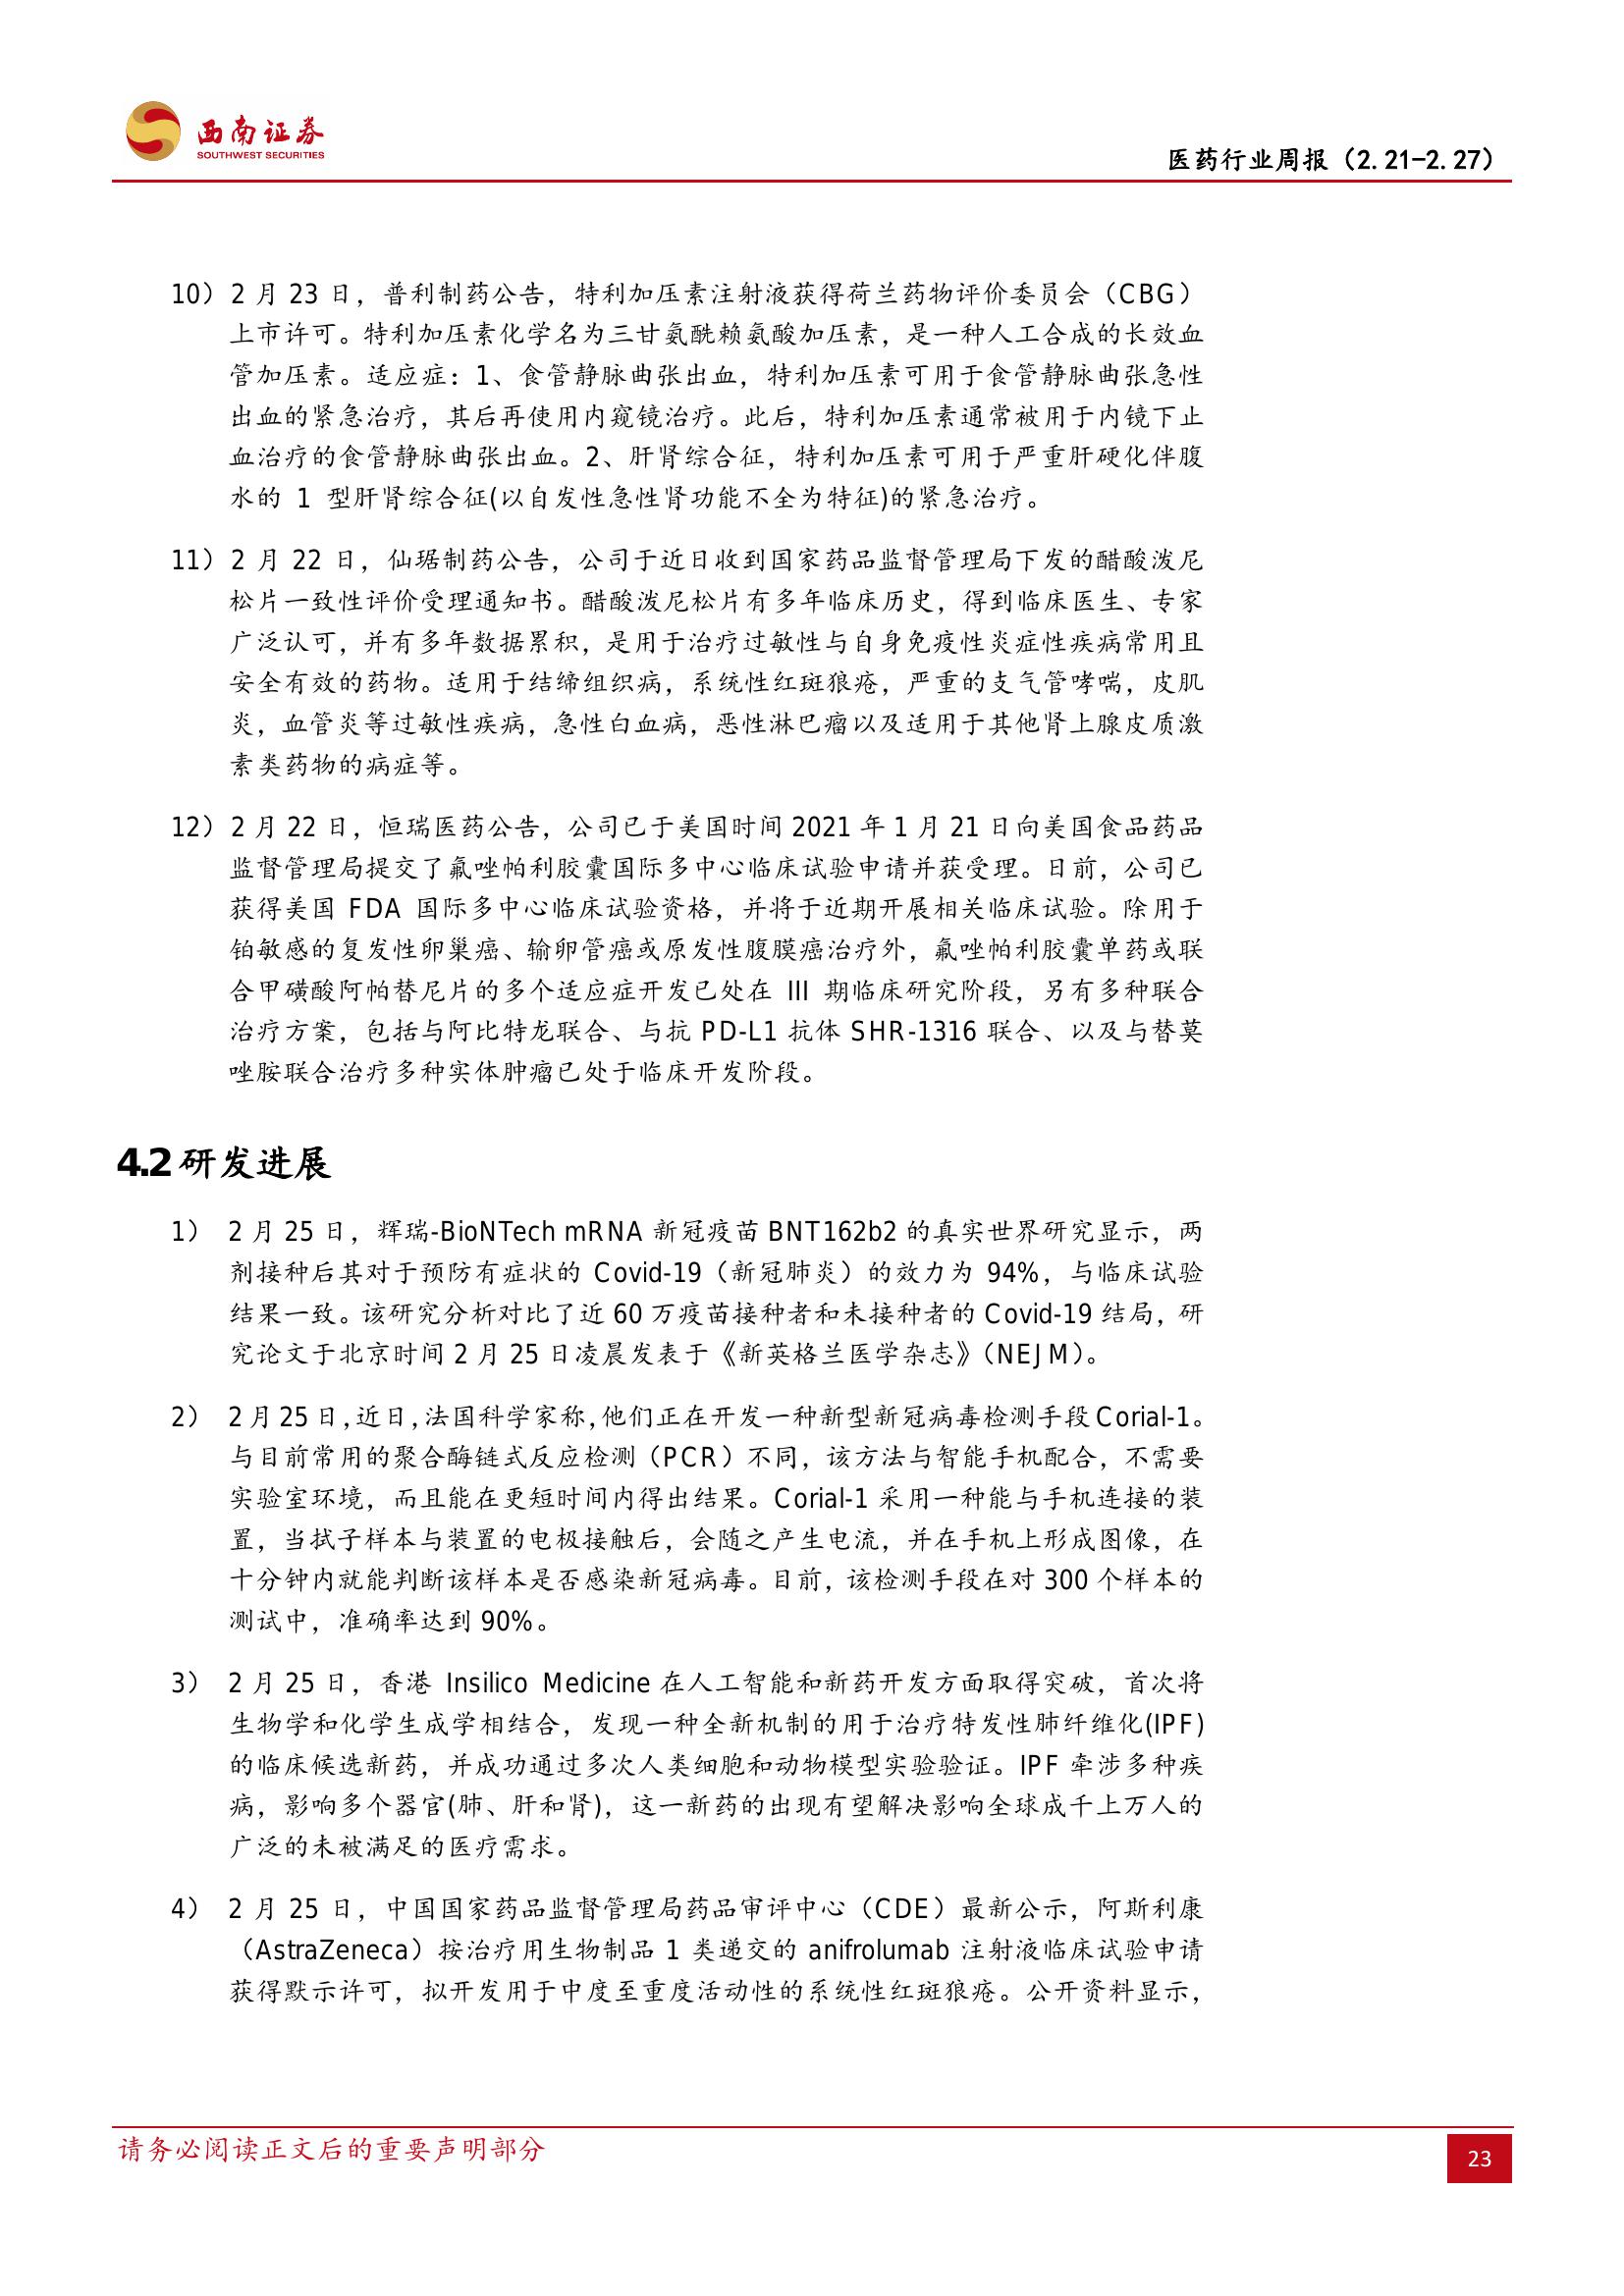 西南证券
SOUTHWEST SECURITIES
医药行业周报（2.21-2.27）
10）2 月 23 日，普利制药公告，特利加压素注射液获得荷兰药物评价委员会（CBG）
上市许可。特利加压素化学名为三甘氨酰赖氨酸加压素，是一种人工合成的长效血
管加压素。适应症：1、食管静脉曲张出血，特利加压素可用于食管静脉曲张急性
出血的紧急治疗，其后再使用内窥镜治疗。此后，特利加压素通常被用于内镜下止
血治疗的食管静脉曲张出血。2、肝肾综合征，特利加压素可用于严重肝硬化伴腹
水的 1 型肝肾综合征(以自发性急性肾功能不全为特征)的紧急治疗。
11）2 月 22 日，仙琚制药公告，公司于近日收到国家药品监督管理局下发的醋酸泼尼
松片一致性评价受理通知书。醋酸泼尼松片有多年临床历史，得到临床医生、专家
广泛认可，并有多年数据累积，是用于治疗过敏性与自身免疫性炎症性疾病常用且
安全有效的药物。适用于结缔组织病，系统性红斑狼疮，严重的支气管哮喘，皮肌
炎，血管炎等过敏性疾病，急性白血病，恶性淋巴瘤以及适用于其他肾上腺皮质激
素类药物的病症等。
12）2 月 22 日，恒瑞医药公告，公司已于美国时间 2021 年 1 月 21 日向美国食品药品
监督管理局提交了氟唑帕利胶囊国际多中心临床试验申请并获受理。日前，公司已
获得美国 FDA 国际多中心临床试验资格，并将于近期开展相关临床试验。除用于
铂敏感的复发性卵巢癌、输卵管癌或原发性腹膜癌治疗外，氟唑帕利胶囊单药或联
合甲磺酸阿帕替尼片的多个适应症开发已处在 III 期临床研究阶段，另有多种联合
治疗方案，包括与阿比特龙联合、与抗 PD-L1 抗体 SHR-1316 联合、以及与替莫
唑胺联合治疗多种实体肿瘤已处于临床开发阶段。
4.2 研发进展
1） 2 月 25 日，辉瑞-BioNTech mRNA 新冠疫苗 BNT162b2 的真实世界研究显示，两
剂接种后其对于预防有症状的 Covid-19（新冠肺炎）的效力为 94%，与临床试验
结果一致。该研究分析对比了近 60 万疫苗接种者和未接种者的 Covid-19 结局，研
究论文于北京时间 2 月 25 日凌晨发表于《新英格兰医学杂志》（NEJM）。
2） 2 月 25 日，近日，法国科学家称，他们正在开发一种新型新冠病毒检测手段 Corial-1。
与目前常用的聚合酶链式反应检测（PCR）不同，该方法与智能手机配合，不需要
实验室环境，而且能在更短时间内得出结果。Corial-1 采用一种能与手机连接的装
置，当拭子样本与装置的电极接触后，会随之产生电流，并在手机上形成图像，在
十分钟内就能判断该样本是否感染新冠病毒。目前，该检测手段在对 300 个样本的
测试中，准确率达到 90%。
3） 2 月 25 日，香港 Insilico Medicine 在人工智能和新药开发方面取得突破，首次将
生物学和化学生成学相结合，发现一种全新机制的用于治疗特发性肺纤维化(IPF)
的临床候选新药，并成功通过多次人类细胞和动物模型实验验证。IPF 牵涉多种疾
病，影响多个器官(肺、肝和肾)，这一新药的出现有望解决影响全球成千上万人的
广泛的未被满足的医疗需求。
4） 2 月 25 日，中国国家药品监督管理局药品审评中心（CDE）最新公示，阿斯利康
（AstraZeneca）按治疗用生物制品 1 类递交的 anifrolumab 注射液临床试验申请
获得默示许可，拟开发用于中度至重度活动性的系统性红斑狼疮。公开资料显示，
请务必阅读正文后的重要声明部分
23